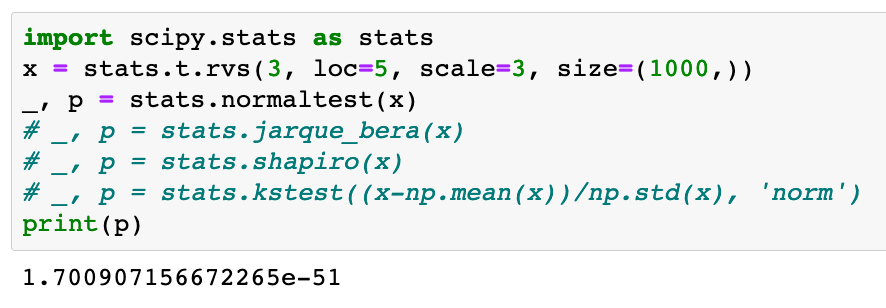 import scipy.stats as stats
x = stats.t.rvs(3, loc=5, scale=3, size=(1000,))
_, p = stats.normaltest(x)
# _, p = stats.jarque_bera(x)
# _, p = stats.shapiro(x)
# _, p = stats.kstest((x-np.mean(x))/np.std(x), 'norm')
print(p)
1.700907156672265e-51